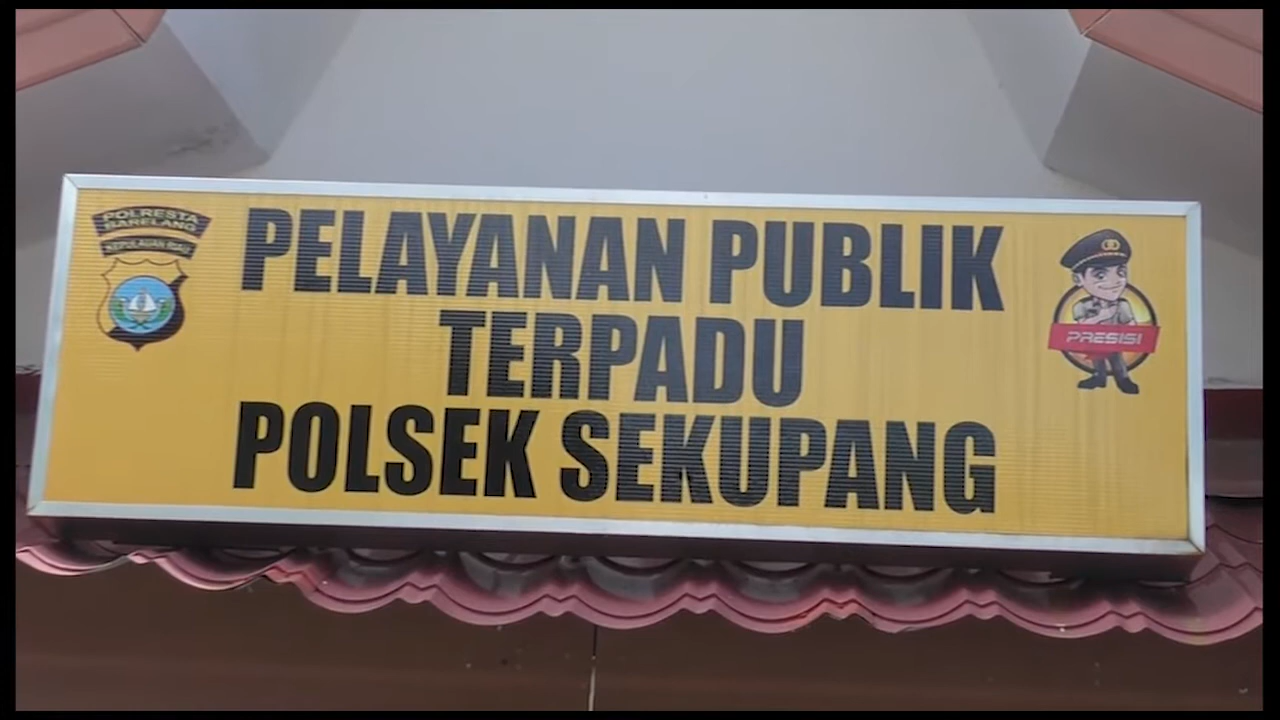 POLRESTA
BARELANG
KEPULAUAN RIAU
PELAYANAN PUBLIK
TERPADU
POLSEK SEKUPANG
PRESISI